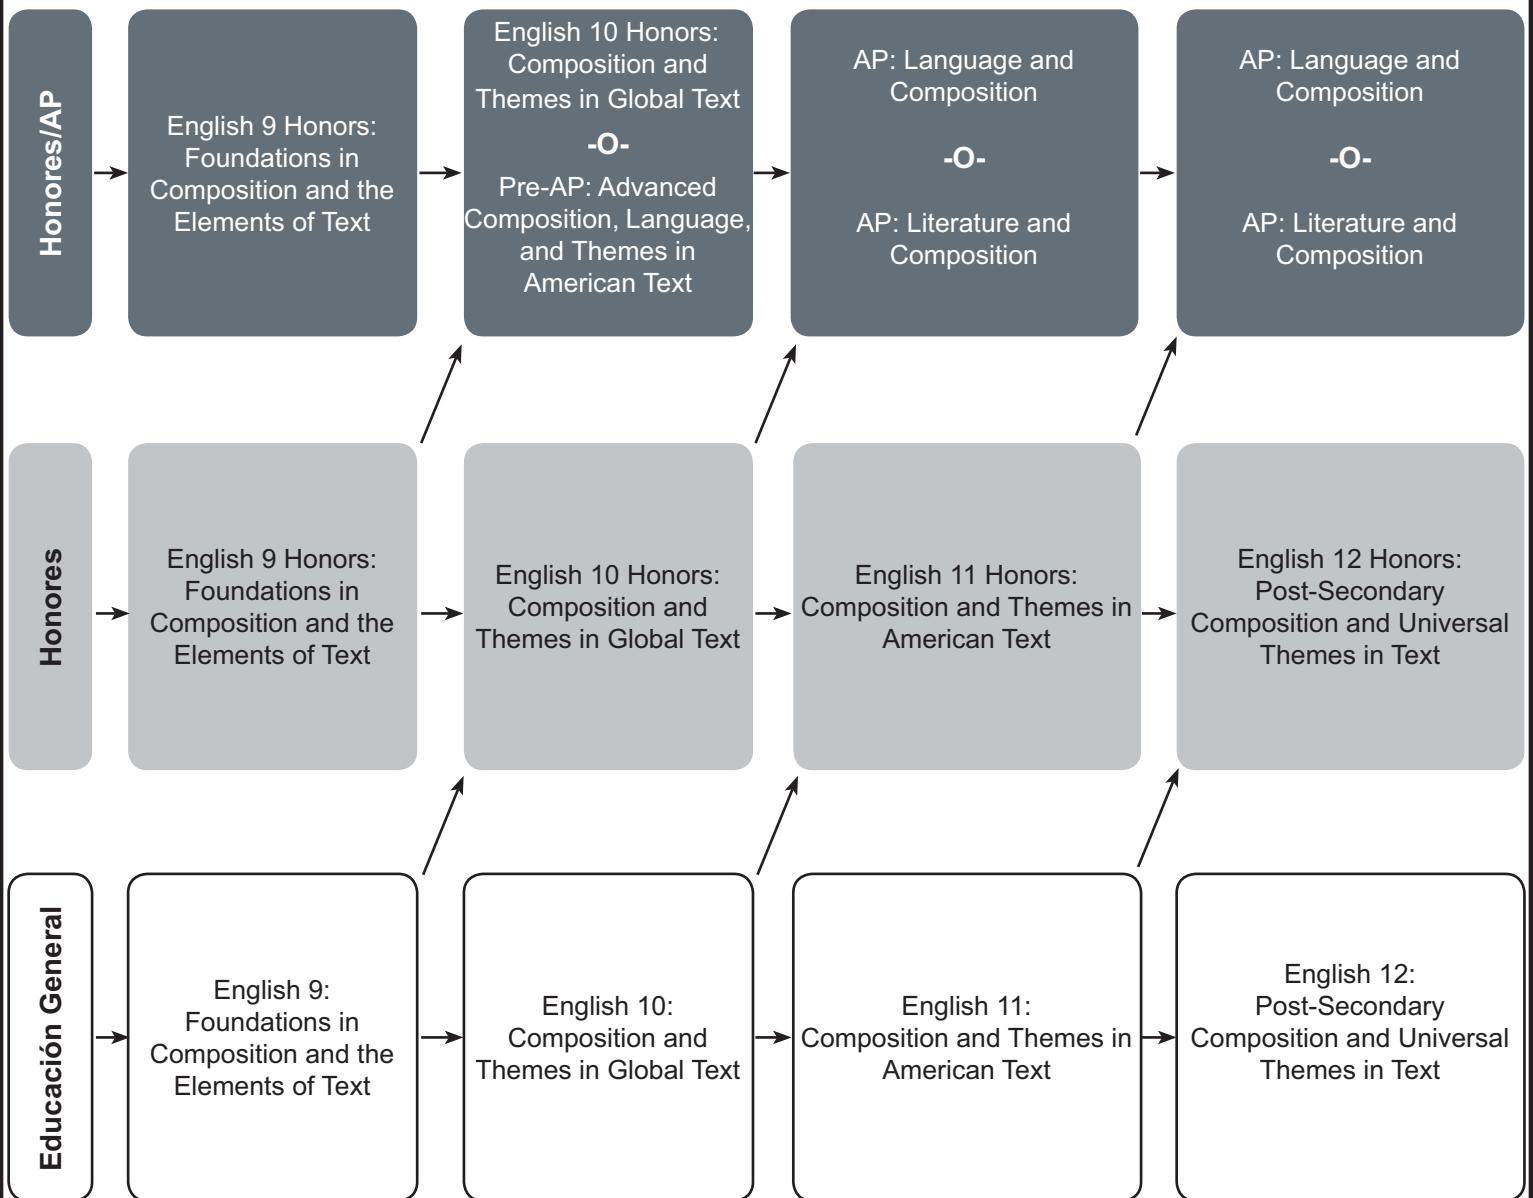 Honores/AP
English 9 Honors:
Foundations in
Composition and the
Elements of Text
English 10 Honors:
Composition and
Themes in Global Text
-O-
Pre-AP: Advanced
Composition, Language,
and Themes in
American Text
AP: Language and
Composition
-O-
AP: Literature and
Composition
AP: Language and
Composition
-O-
AP: Literature and
Composition
Honores
English 9 Honors:
Foundations in
Composition and the
Elements of Text
English 10 Honors:
Composition and
Themes in Global Text
English 11 Honors:
Composition and Themes in
American Text
English 12 Honors:
Post-Secondary
Composition and Universal
Themes in Text
Educación General
English 9:
Foundations in
Composition and the
Elements of Text
English 10:
Composition and
Themes in Global Text
English 11:
Composition and Themes in
American Text
English 12:
Post-Secondary
Composition and Universal
Themes in Text